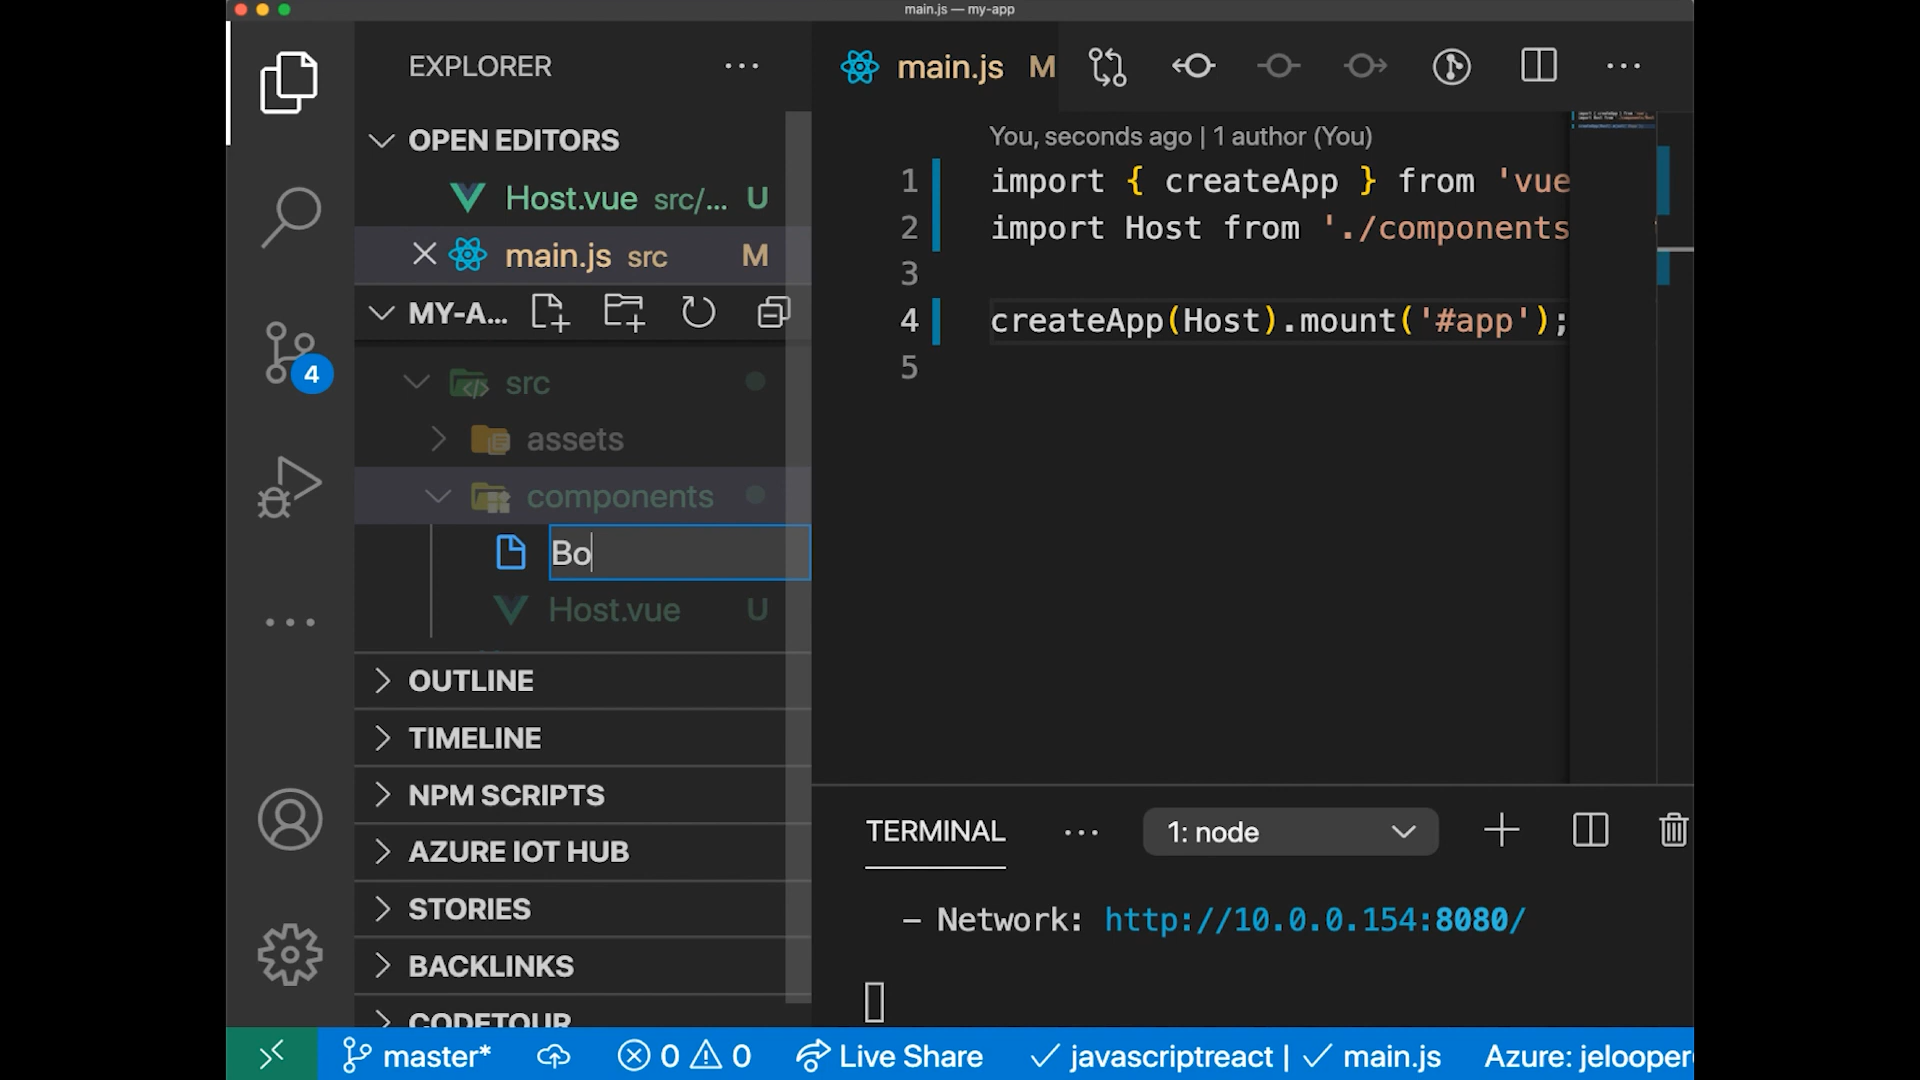 main.js — my-app
EXPLORER
OPEN EDITORS
Host.vue src/... U
main.js src M
MY-A...
src
assets
components
Bo
Host.vue U
OUTLINE
TIMELINE
NPM SCRIPTS
AZURE IOT HUB
STORIES
BACKLINKS
CODETOUR
4
main.js M
You, seconds ago | 1 author (You)
1 import { createApp } from 'vue
2 import Host from './components
3
4 createApp(Host).mount('#app');
5
TERMINAL
1: node
– Network: http://10.0.0.154:8080/
master* 0 0 Live Share javascriptreact | main.js Azure: jelooper